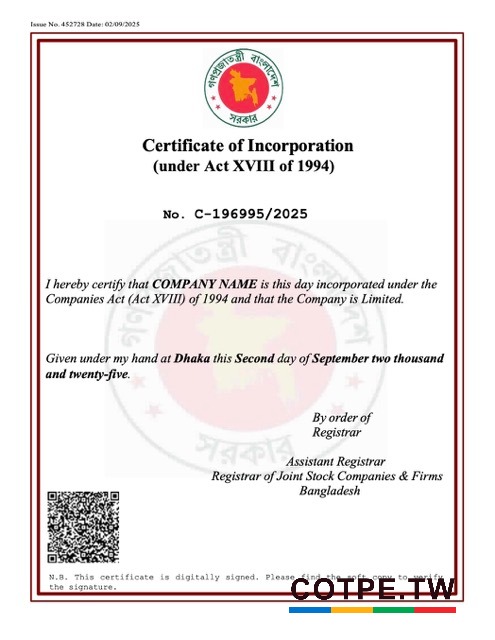 Issue No. 452728 Date: 02/09/2025
গণপ্রজাতন্ত্রী বাংলাদেশ
সরকার
Certificate of Incorporation
(under Act XVIII of 1994)
No. C-196995/2025
গণপ্রজাতন্ত্রী বাংলাদেশ
I hereby certify that COMPANY NAME is this day incorporated under the
Companies Act (Act XVIII) of 1994 and that the Company is Limited.
Given under my hand at Dhaka this Second day of September two thousand
and twenty-five.
By order of
Registrar
সরকার
Assistant Registrar
Registrar of Joint Stock Companies & Firms
Bangladesh
N.B. This certificate is digitally signed. Please find the soft copy to verify
the signature.
COTPE.TW